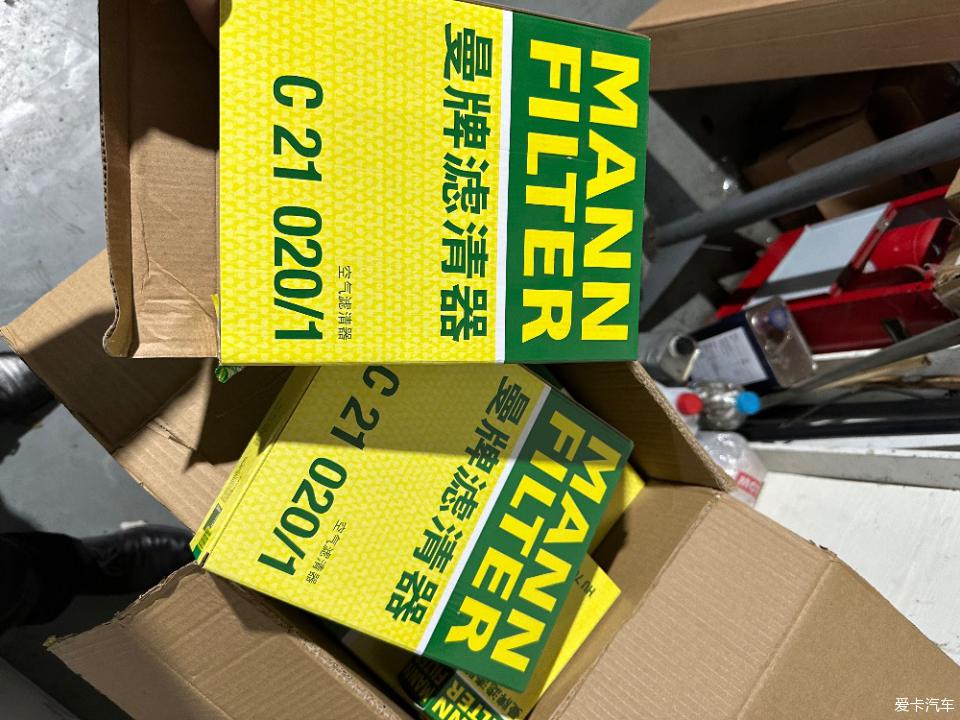 MANN
FILTER
曼牌滤清器
空气滤清器
C 21 020/1
MANN
FILTER
曼牌滤清器
空气滤清器
C 21 020/1
爱卡汽车